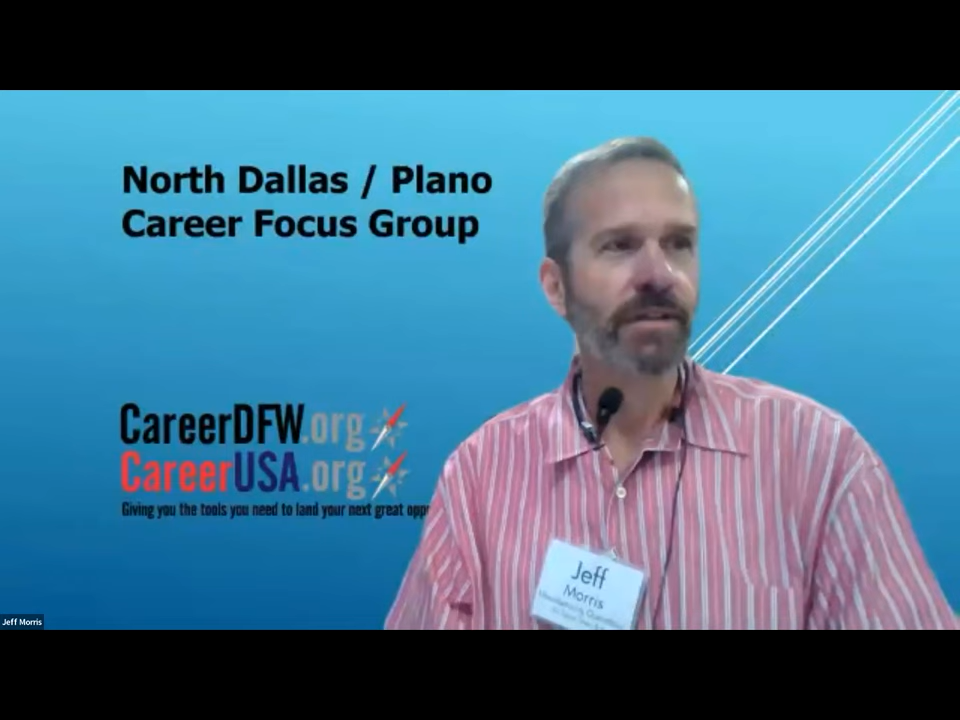 North Dallas / Plano
Career Focus Group
CareerDFW.org
CareerUSA.org
Giving you the tools you need to land your next great opp
Jeff
Morris
Jeff Morris